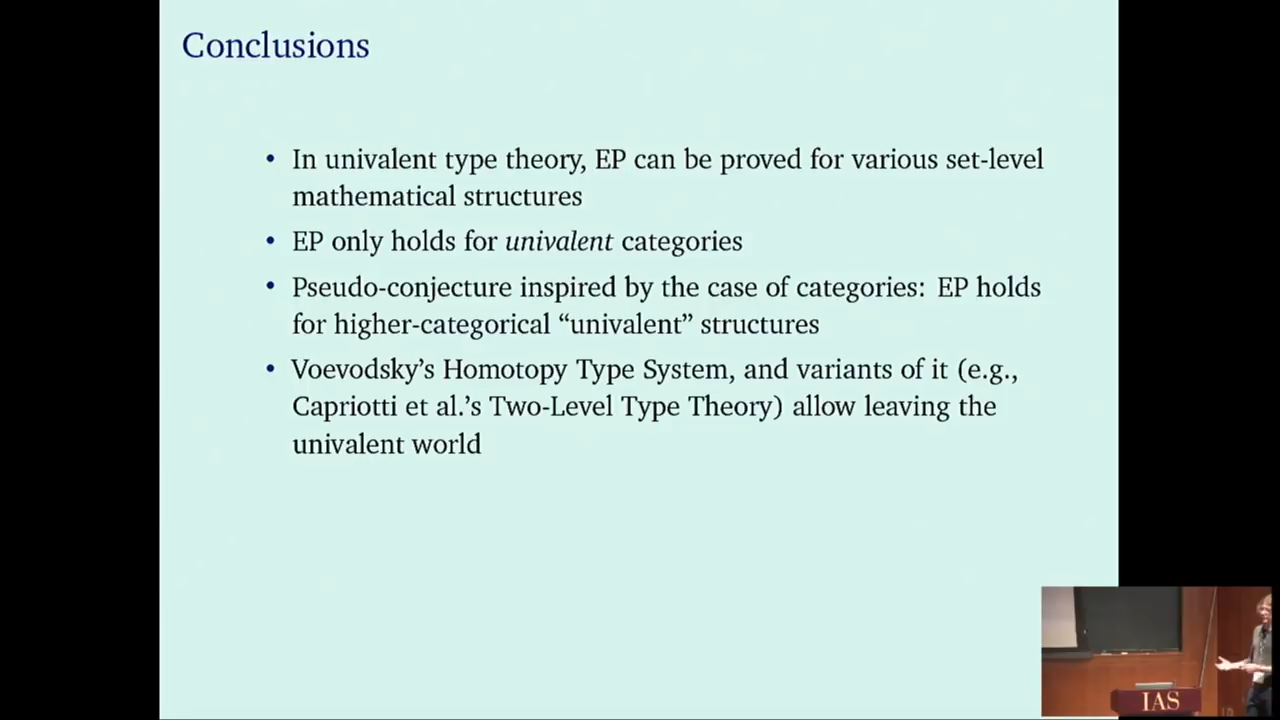 Conclusions
• In univalent type theory, EP can be proved for various set-level
mathematical structures
• EP only holds for univalent categories
• Pseudo-conjecture inspired by the case of categories: EP holds
for higher-categorical “univalent” structures
• Voevodsky’s Homotopy Type System, and variants of it (e.g.,
Capriotti et al.’s Two-Level Type Theory) allow leaving the
univalent world
IAS